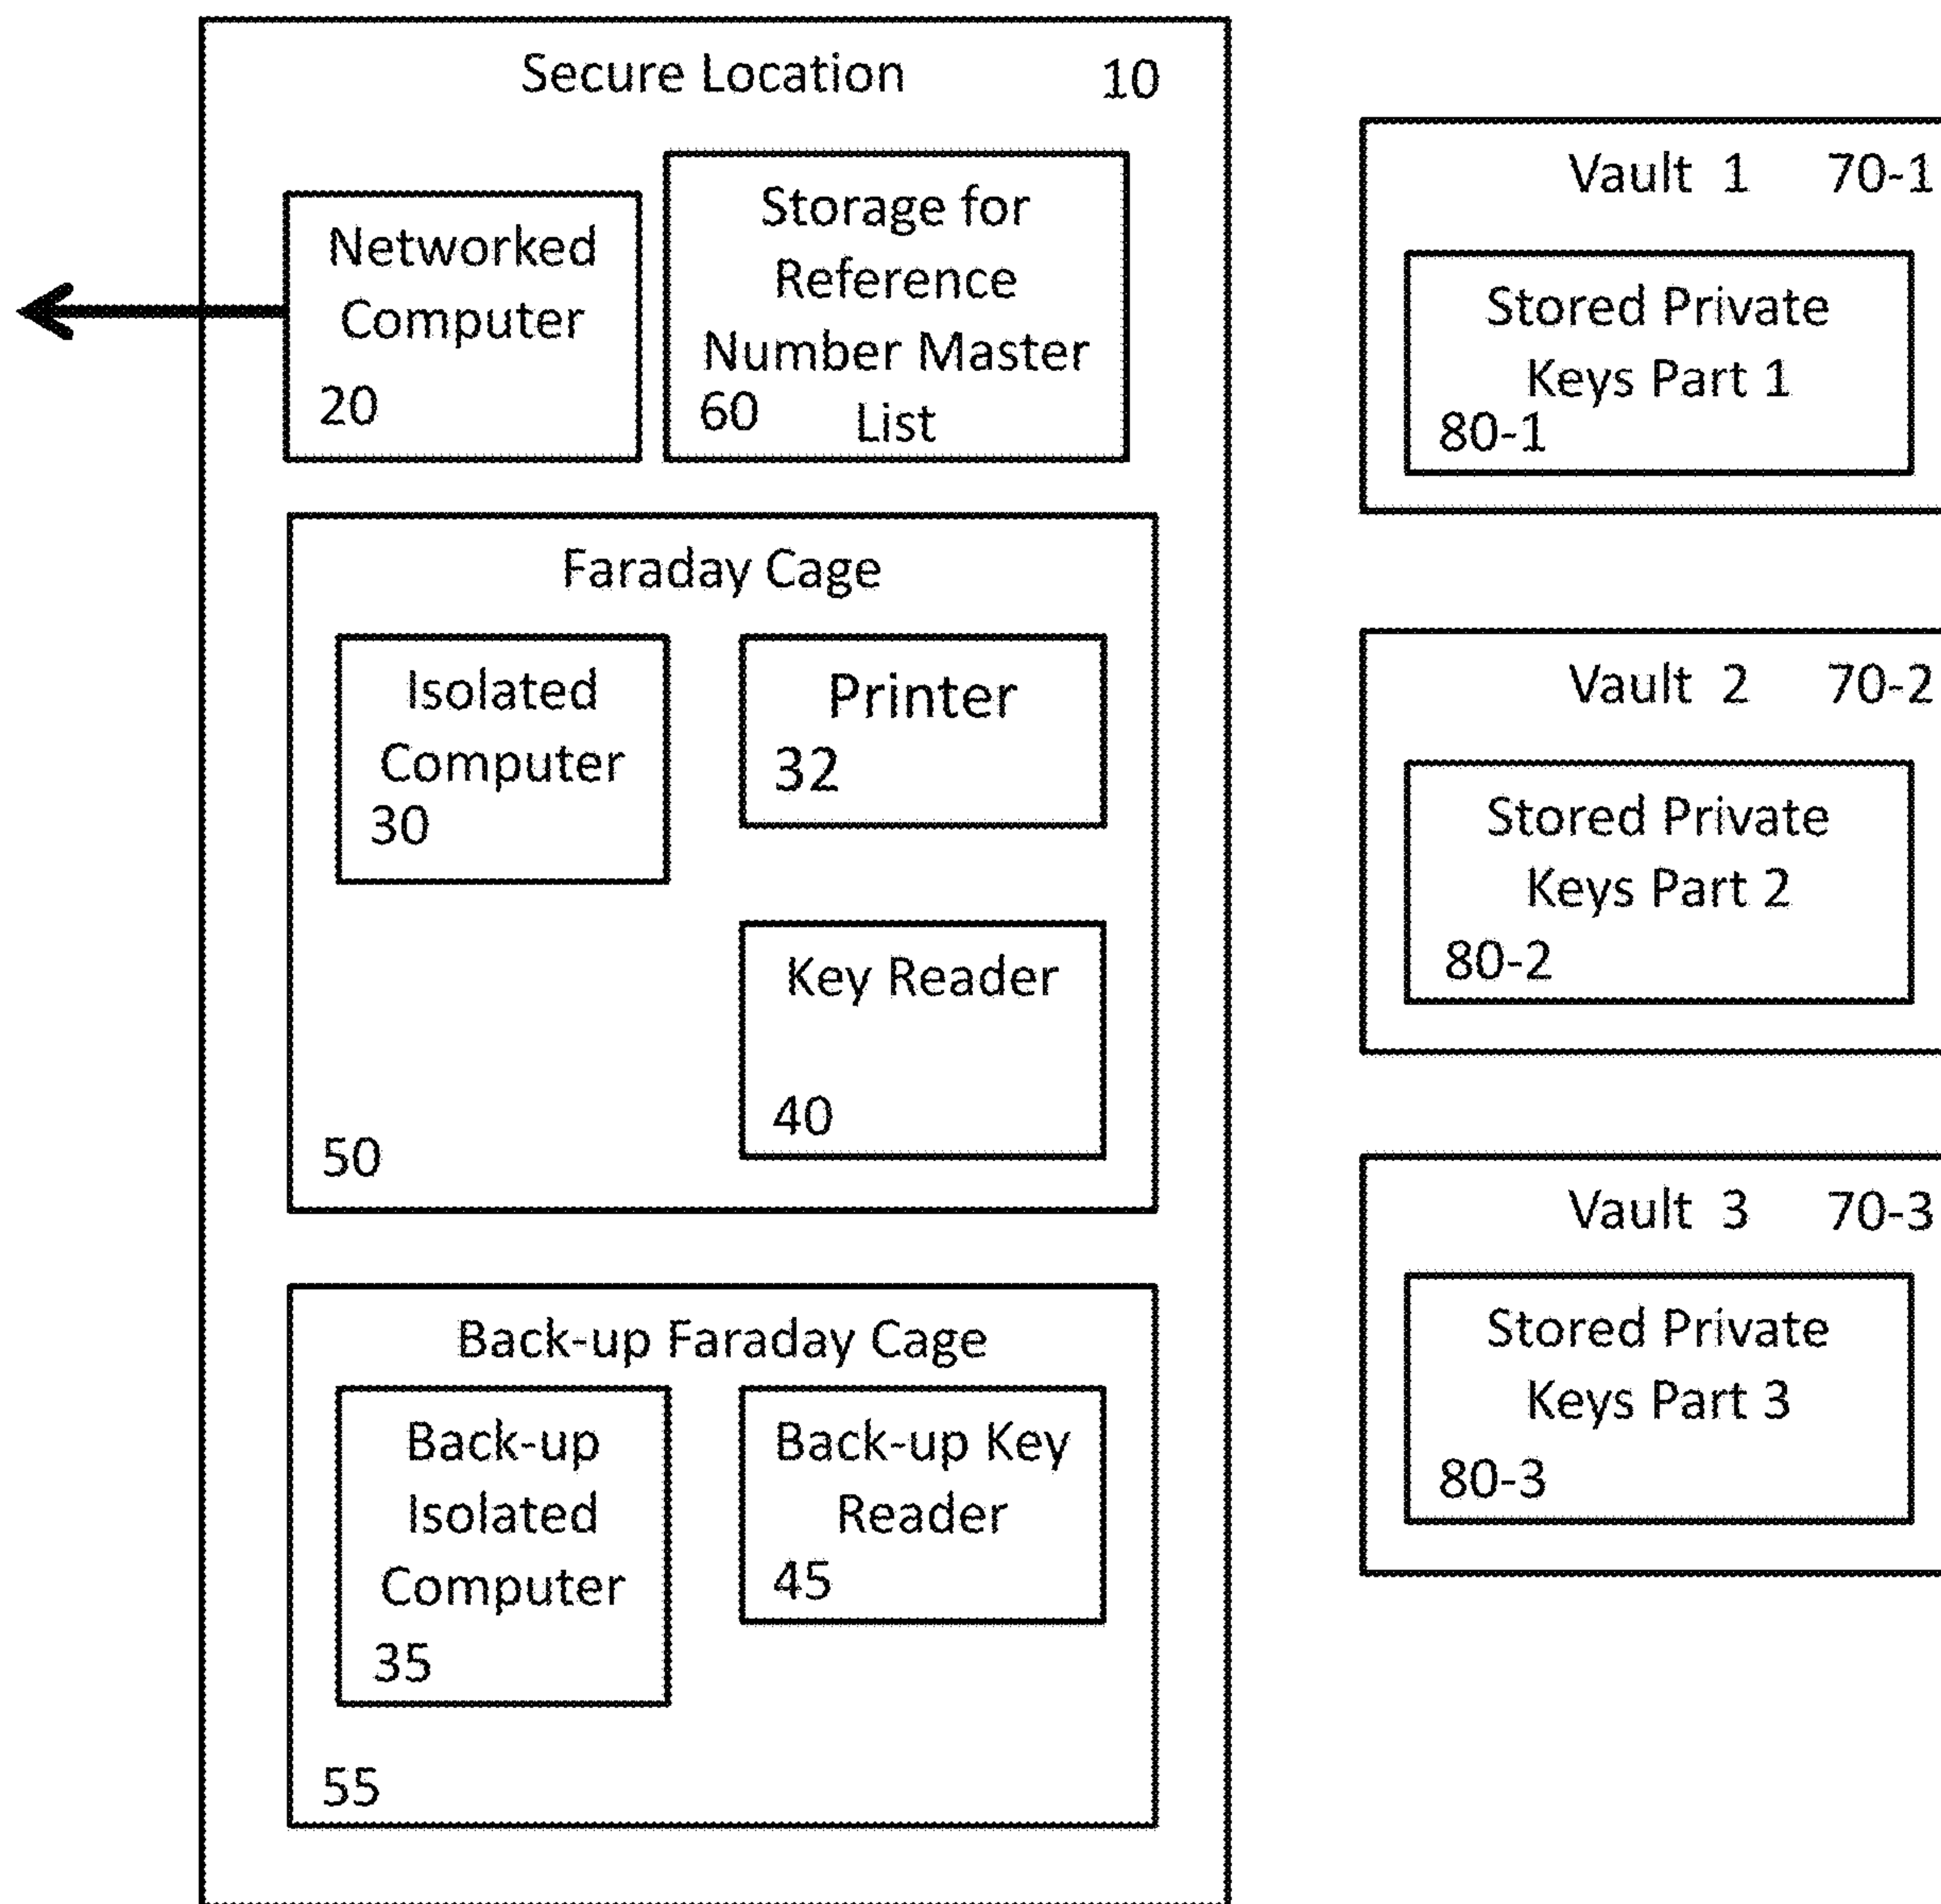 Secure Location 10
Networked
Computer
20
Storage for
Reference
Number Master
60 List
Faraday Cage
Isolated
Computer
30
Printer
32
Key Reader
40
50
Back-up Faraday Cage
Back-up
Isolated
Computer
35
Back-up Key
Reader
45
55
Vault 1 70-1
Stored Private
Keys Part 1
80-1
Vault 2 70-2
Stored Private
Keys Part 2
80-2
Vault 3 70-3
Stored Private
Keys Part 3
80-3